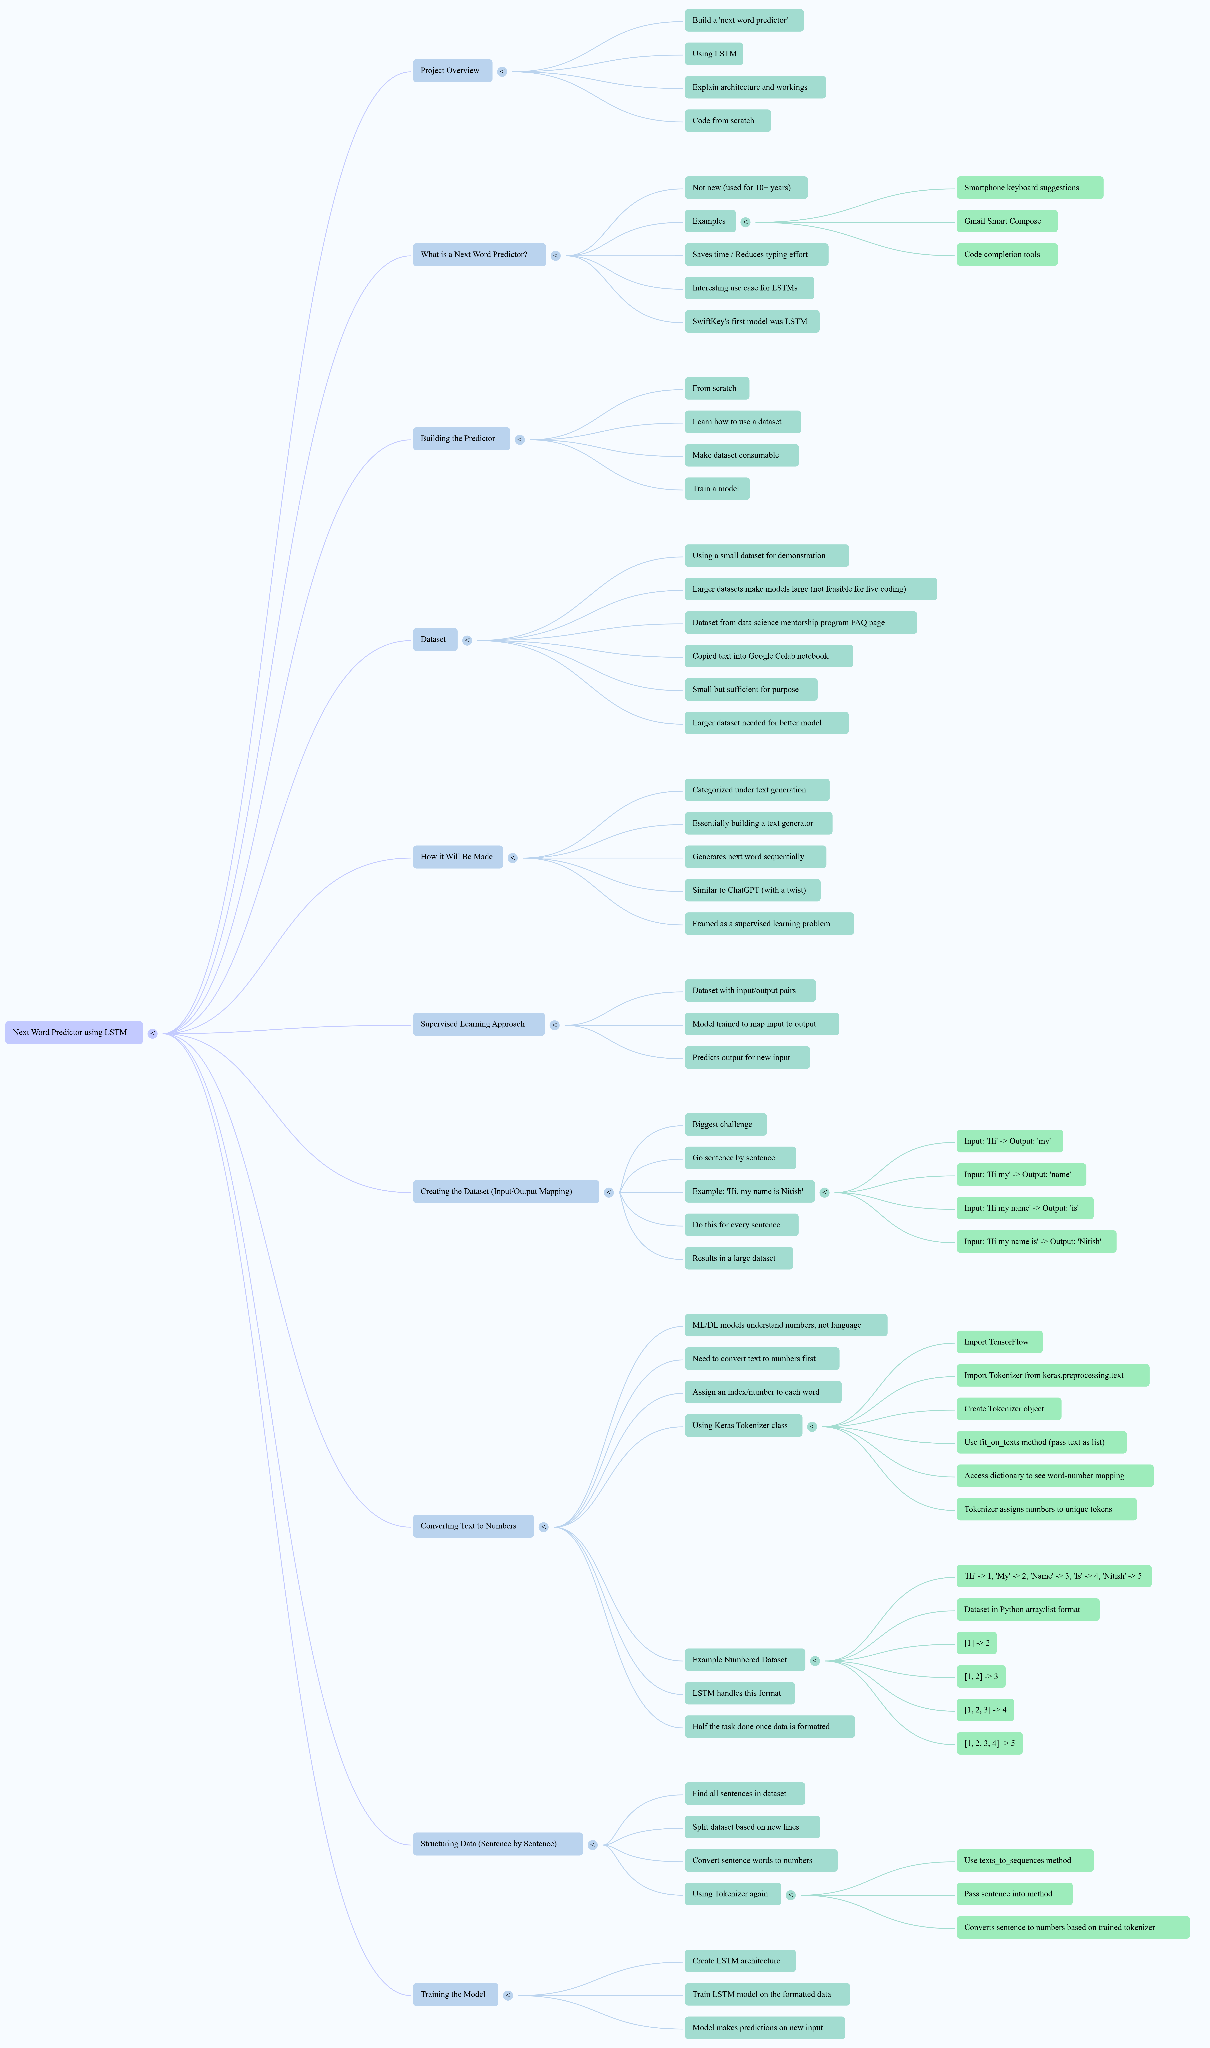 Next Word Predictor using LSTM
Project Overview
Build a 'next word predictor'
Using LSTM
Explain architecture and workings
Code from scratch
What is a Next Word Predictor?
Not new (used for 10+ years)
Examples
Smartphone keyboard suggestions
Gmail Smart Compose
Code completion tools
Saves time / Reduces typing effort
Interesting use case for LSTMs
SwiftKey's first model was LSTM
Building the Predictor
From scratch
Learn how to use a dataset
Make dataset consumable
Train a model
Dataset
Using a small dataset for demonstration
Larger datasets make models large (not feasible for live coding)
Dataset from data science mentorship program FAQ page
Copied text into Google Colab notebook
Small but sufficient for purpose
Larger dataset needed for better model
How it Will Be Made
Categorized under text generation
Essentially building a text generator
Generates next word sequentially
Similar to ChatGPT (with a twist)
Framed as a supervised learning problem
Supervised Learning Approach
Dataset with input/output pairs
Model trained to map input to output
Predicts output for new input
Creating the Dataset (Input/Output Mapping)
Biggest challenge
Go sentence by sentence
Example: 'Hi, my name is Nitish'
Input: 'Hi' -> Output: 'my'
Input: 'Hi my' -> Output: 'name'
Input: 'Hi my name' -> Output: 'is'
Input: 'Hi my name is' -> Output: 'Nitish'
Do this for every sentence
Results in a large dataset
Converting Text to Numbers
ML/DL models understand numbers, not language
Need to convert text to numbers first
Assign an index/number to each word
Using Keras Tokenizer class
Import TensorFlow
Import Tokenizer from keras.preprocessing.text
Create Tokenizer object
Use fit_on_texts method (pass text as list)
Access dictionary to see word-number mapping
Tokenizer assigns numbers to unique tokens
Example Numbered Dataset
'Hi' -> 1, 'My' -> 2, 'Name' -> 3, 'Is' -> 4, 'Nitish' -> 5
Dataset in Python array/list format
[1] -> 2
[1, 2] -> 3
[1, 2, 3] -> 4
[1, 2, 3, 4] -> 5
LSTM handles this format
Half the task done once data is formatted
Structuring Data (Sentence by Sentence)
Find all sentences in dataset
Split dataset based on new lines
Convert sentence words to numbers
Using Tokenizer again
Use texts_to_sequences method
Pass sentence into method
Converts sentence to numbers based on trained tokenizer
Training the Model
Create LSTM architecture
Train LSTM model on the formatted data
Model makes predictions on new input